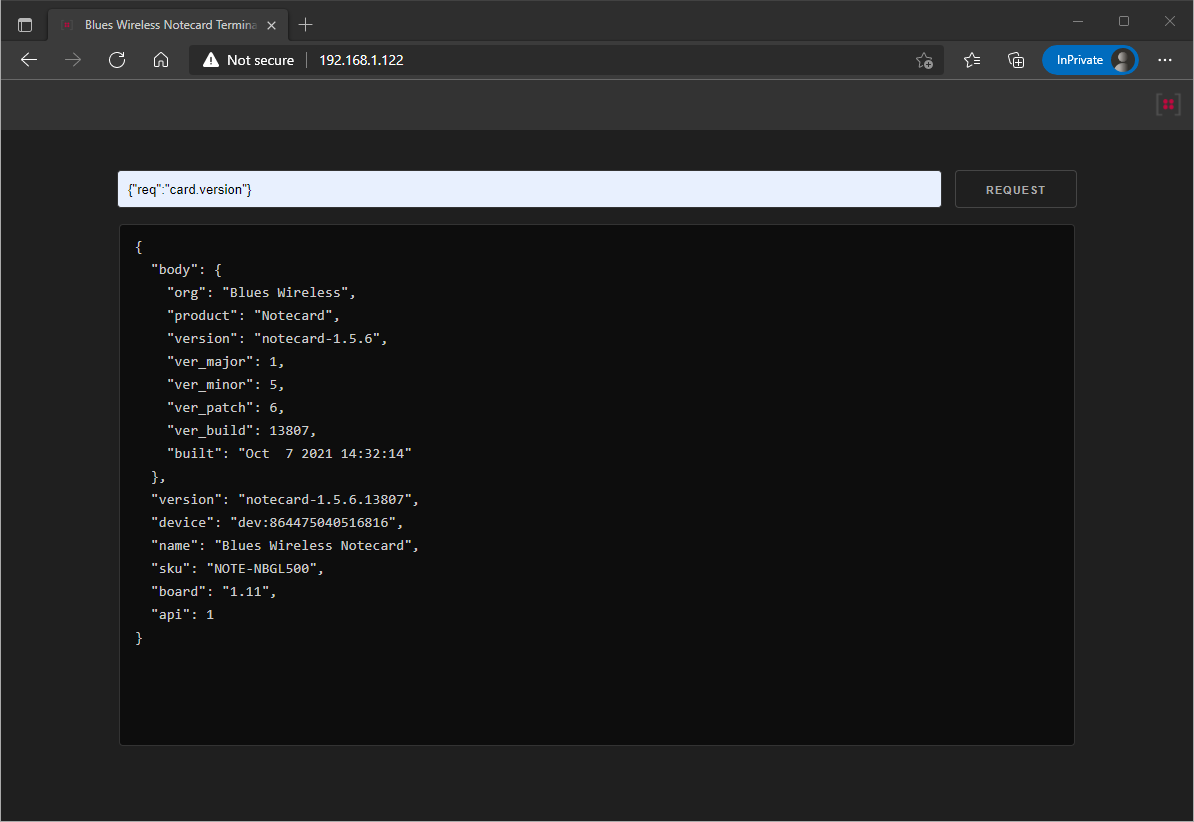 Blues Wireless Notecard Termina
Not secure
192.168.1.122
InPrivate
{"req":"card.version"}
REQUEST
{
  "body": {
    "org": "Blues Wireless",
    "product": "Notecard",
    "version": "notecard-1.5.6",
    "ver_major": 1,
    "ver_minor": 5,
    "ver_patch": 6,
    "ver_build": 13807,
    "built": "Oct  7 2021 14:32:14"
  },
  "version": "notecard-1.5.6.13807",
  "device": "dev:864475040516816",
  "name": "Blues Wireless Notecard",
  "sku": "NOTE-NBGL500",
  "board": "1.11",
  "api": 1
}